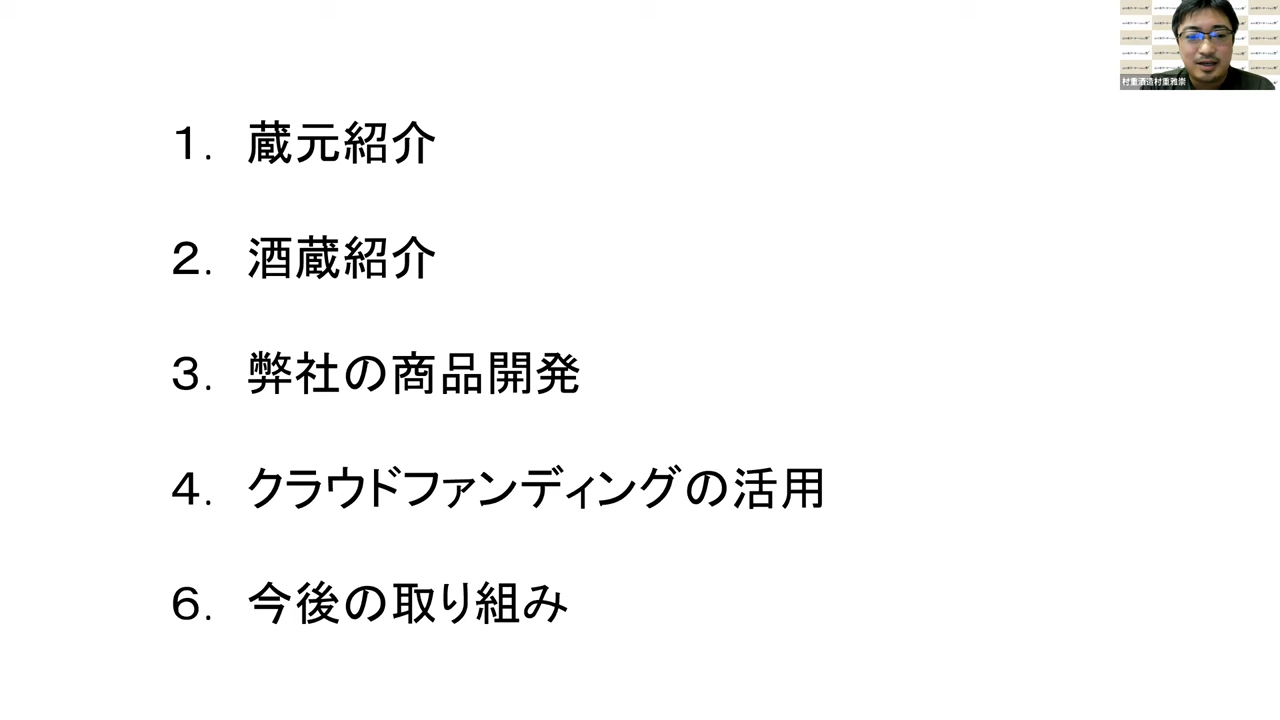 1. 蔵元紹介
2. 酒蔵紹介
3. 弊社の商品開発
4. クラウドファンディングの活用
6. 今後の取り組み
村重酒造村重雅崇